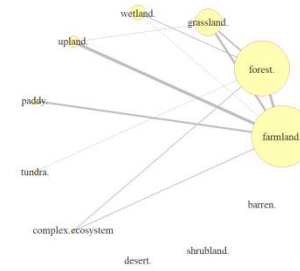 wetland.
grassland.
upland.
forest.
paddy.
farmland.
tundra.
barren.
complex.ecosystem
shrubland.
desert.